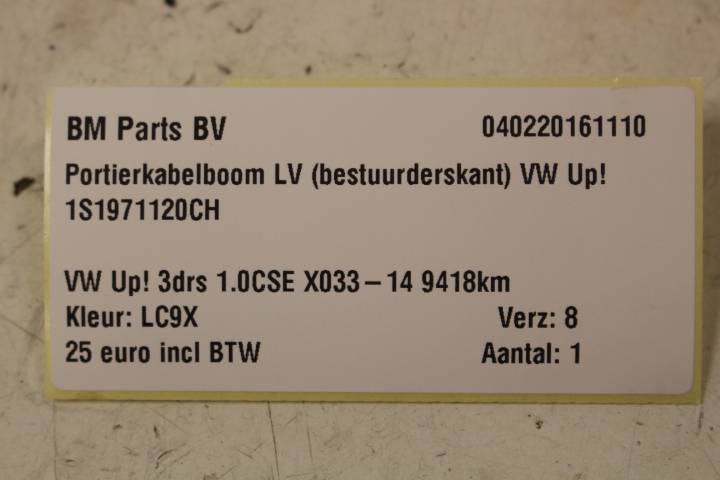 BM Parts BV 040220161110
Portierkabelboom LV (bestuurderskant) VW Up!
1S1971120CH
VW Up! 3drs 1.0CSE X033-14 9418km
Kleur: LC9X Verz: 8
25 euro incl BTW Aantal: 1